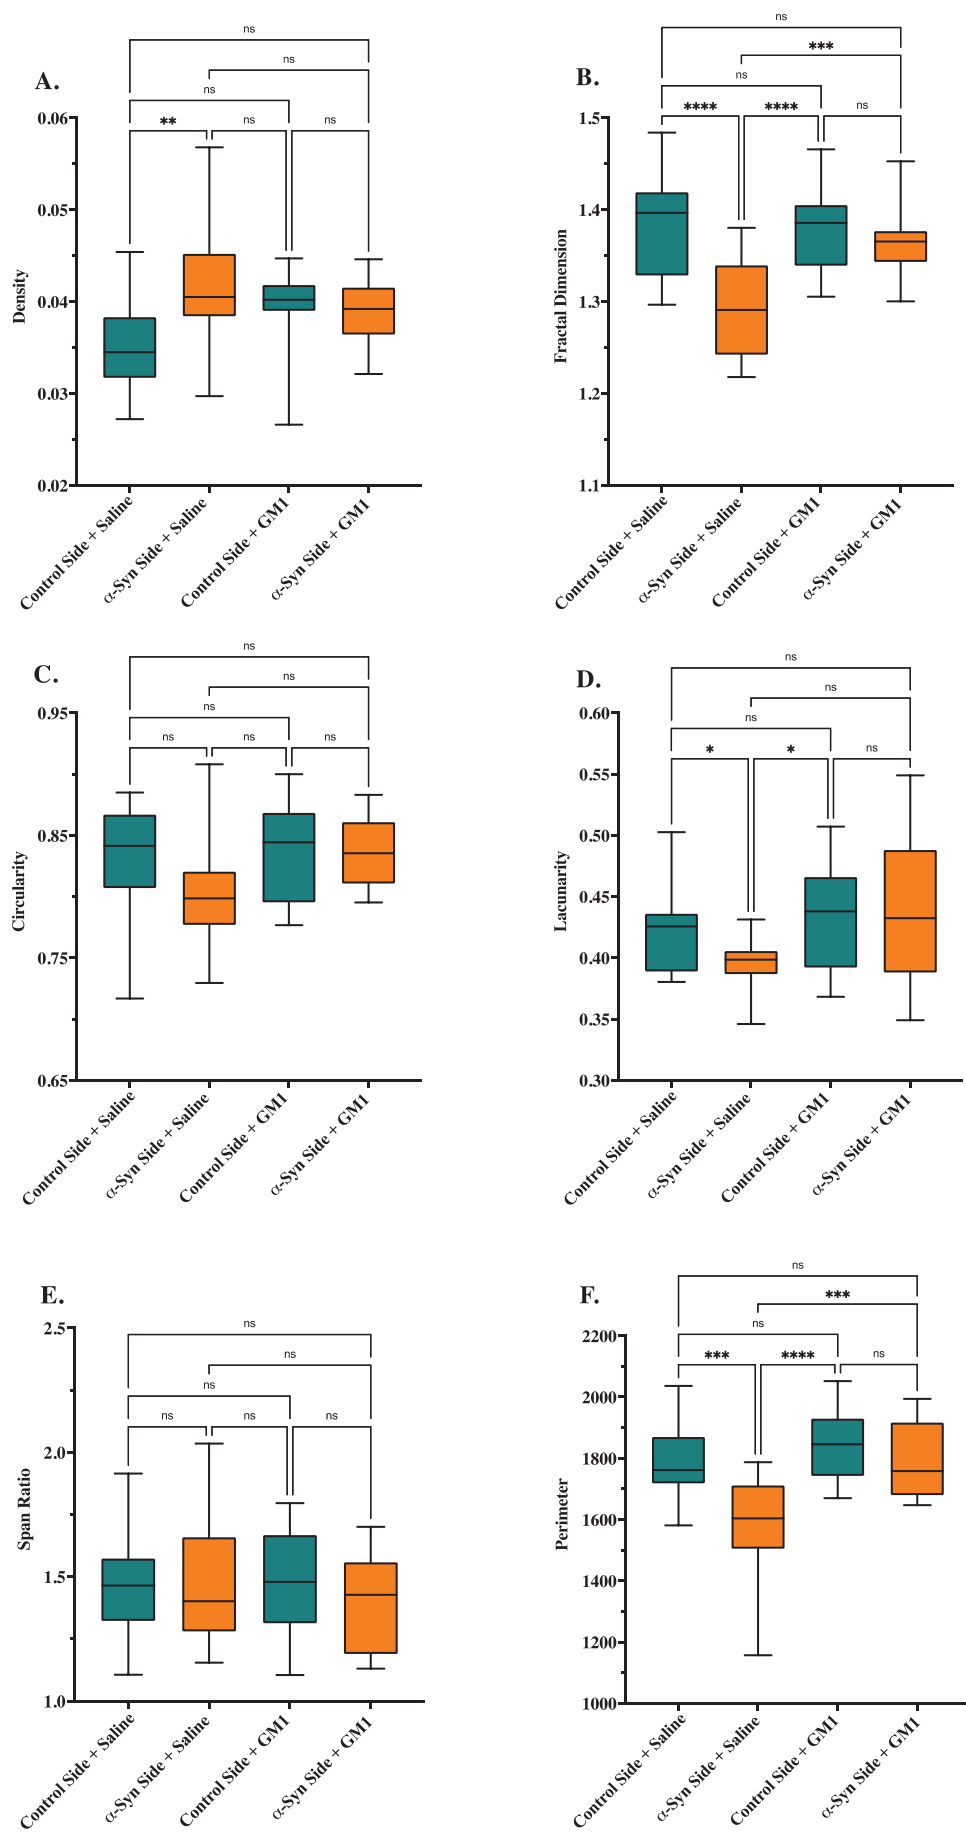 A.
ns
ns
ns
**
ns
ns
0.06
0.05
0.04
0.03
0.02
Density
Control Side + Saline
α-Syn Side + Saline
Control Side + GM1
α-Syn Side + GM1
B.
ns
***
ns
****
****
ns
1.5
1.4
1.3
1.2
1.1
Fractal Dimension
Control Side + Saline
α-Syn Side + Saline
Control Side + GM1
α-Syn Side + GM1
C.
ns
ns
ns
ns
ns
ns
0.95
0.85
0.75
0.65
Circularity
Control Side + Saline
α-Syn Side + Saline
Control Side + GM1
α-Syn Side + GM1
D.
ns
ns
ns
*
*
ns
0.60
0.55
0.50
0.45
0.40
0.35
0.30
Lacunarity
Control Side + Saline
α-Syn Side + Saline
Control Side + GM1
α-Syn Side + GM1
E.
ns
ns
ns
ns
ns
ns
2.5
2.0
1.5
1.0
Span Ratio
Control Side + Saline
α-Syn Side + Saline
Control Side + GM1
α-Syn Side + GM1
F.
ns
***
ns
***
****
ns
2200
2000
1800
1600
1400
1200
1000
Perimeter
Control Side + Saline
α-Syn Side + Saline
Control Side + GM1
α-Syn Side + GM1